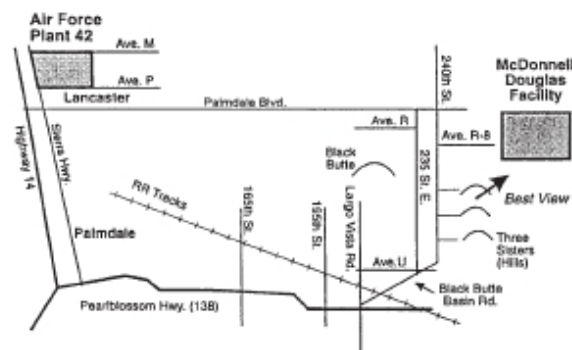 Air Force
Plant 42
Ave. M
Ave. P
Lancaster
240th St.
McDonnell
Douglas
Facility
Palmdale Blvd.
Ave. R
Ave. R-8
Highway 14
Sierra Hwy.
Black
Butte
235 St. E.
RR Tracks
165th St.
155th St.
Largo Vista Rd.
Best View
Palmdale
Three
Sisters
(Hills)
Ave. U
Black Butte
Basin Rd.
Pearlblossom Hwy. (138)